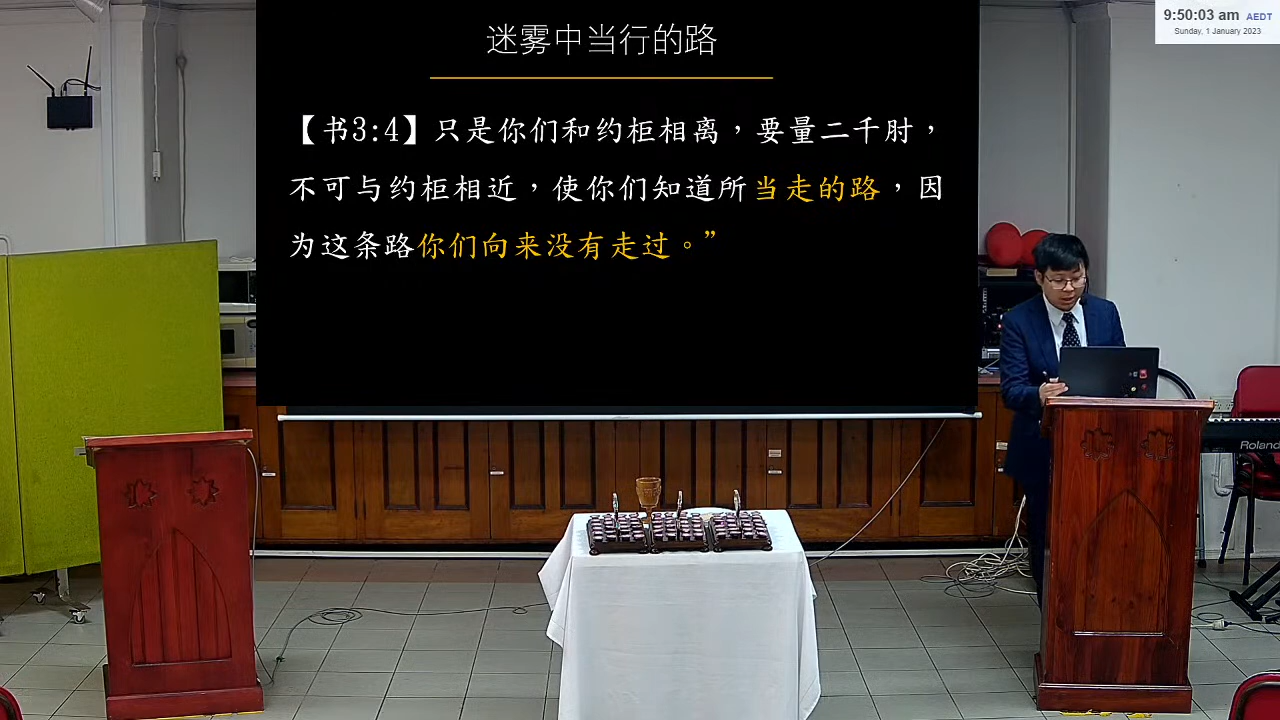 9:50:03 am AEDT
Sunday, 1 January 2023
迷雾中当行的路
【书3:4】只是你们和约柜相离，要量二千肘，
不可与约柜相近，使你们知道所当走的路，因
为这条路你们向来没有走过。”
Roland